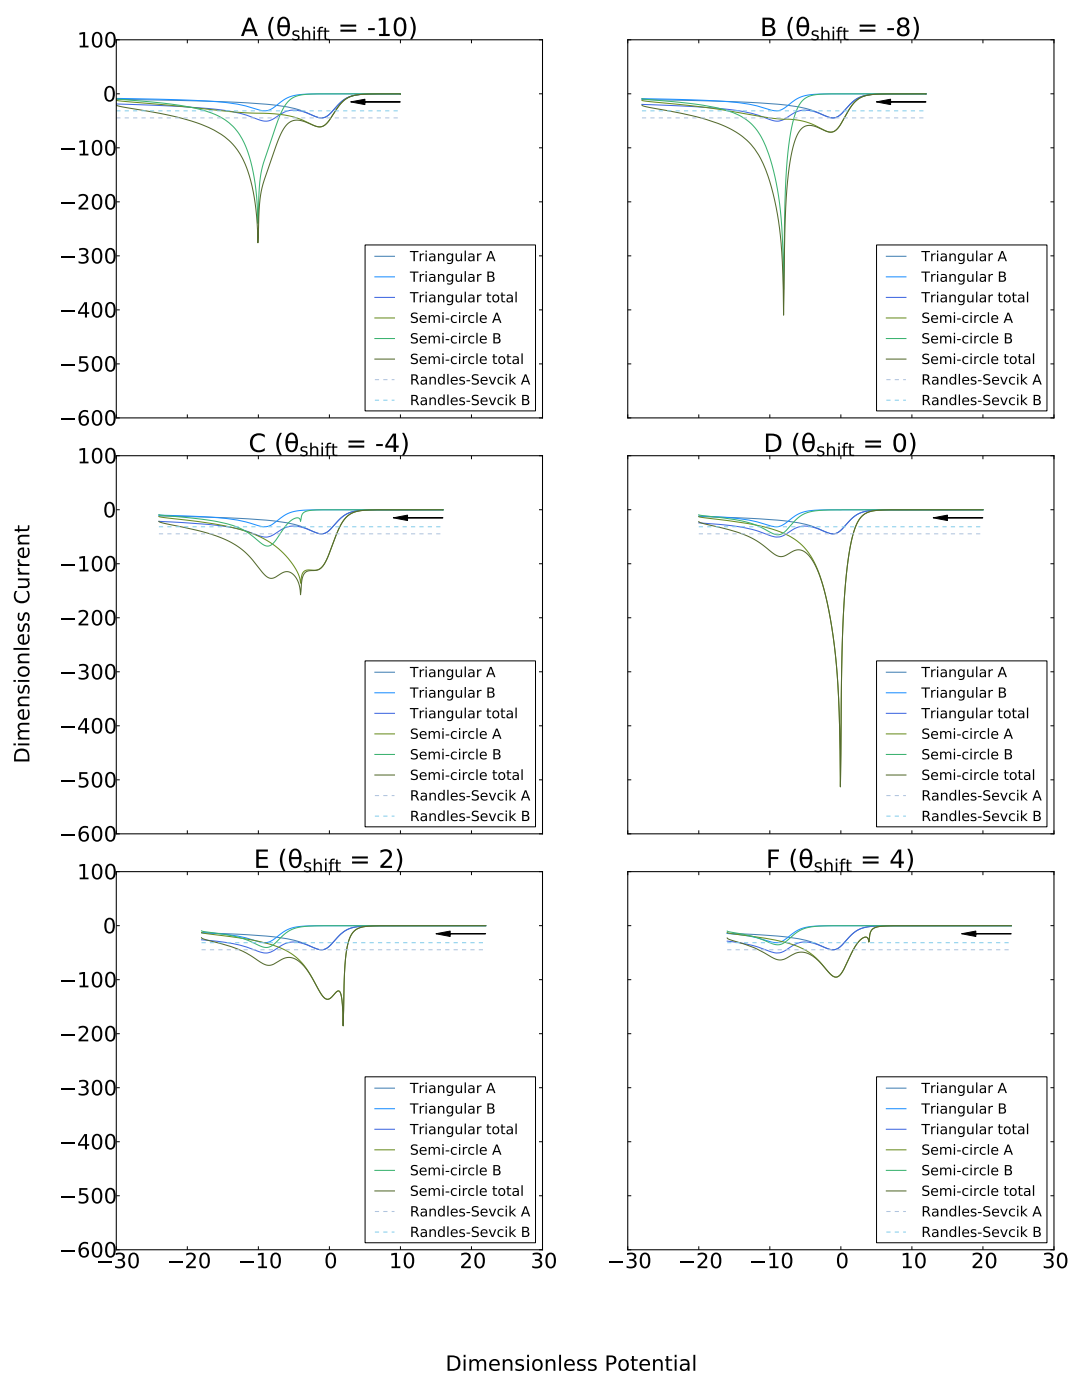 A (θshift = -10)
100
0
−100
−200
−300
−400
−500
−600
Triangular A
Triangular B
Triangular total
Semi-circle A
Semi-circle B
Semi-circle total
Randles-Sevcik A
Randles-Sevcik B
B (θshift = -8)
Triangular A
Triangular B
Triangular total
Semi-circle A
Semi-circle B
Semi-circle total
Randles-Sevcik A
Randles-Sevcik B
C (θshift = -4)
100
0
−100
−200
−300
−400
−500
−600
Triangular A
Triangular B
Triangular total
Semi-circle A
Semi-circle B
Semi-circle total
Randles-Sevcik A
Randles-Sevcik B
D (θshift = 0)
Triangular A
Triangular B
Triangular total
Semi-circle A
Semi-circle B
Semi-circle total
Randles-Sevcik A
Randles-Sevcik B
Dimensionless Current
E (θshift = 2)
100
0
−100
−200
−300
−400
−500
−600
Triangular A
Triangular B
Triangular total
Semi-circle A
Semi-circle B
Semi-circle total
Randles-Sevcik A
Randles-Sevcik B
−30 −20 −10 0 10 20 30
F (θshift = 4)
Triangular A
Triangular B
Triangular total
Semi-circle A
Semi-circle B
Semi-circle total
Randles-Sevcik A
Randles-Sevcik B
−30 −20 −10 0 10 20 30
Dimensionless Potential